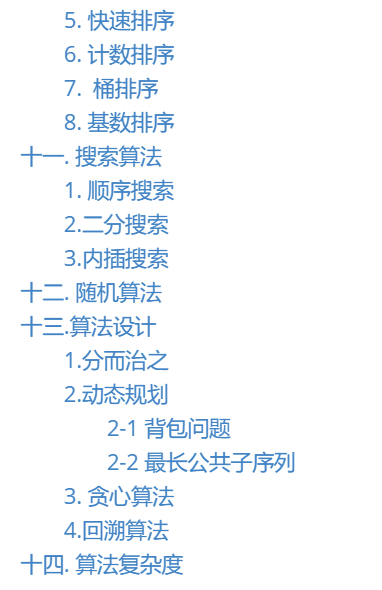 5. 快速排序
6. 计数排序
7. 桶排序
8. 基数排序
十一. 搜索算法
1. 顺序搜索
2.二分搜索
3.内插搜索
十二. 随机算法
十三.算法设计
1.分而治之
2.动态规划
2-1 背包问题
2-2 最长公共子序列
3. 贪心算法
4.回溯算法
十四. 算法复杂度